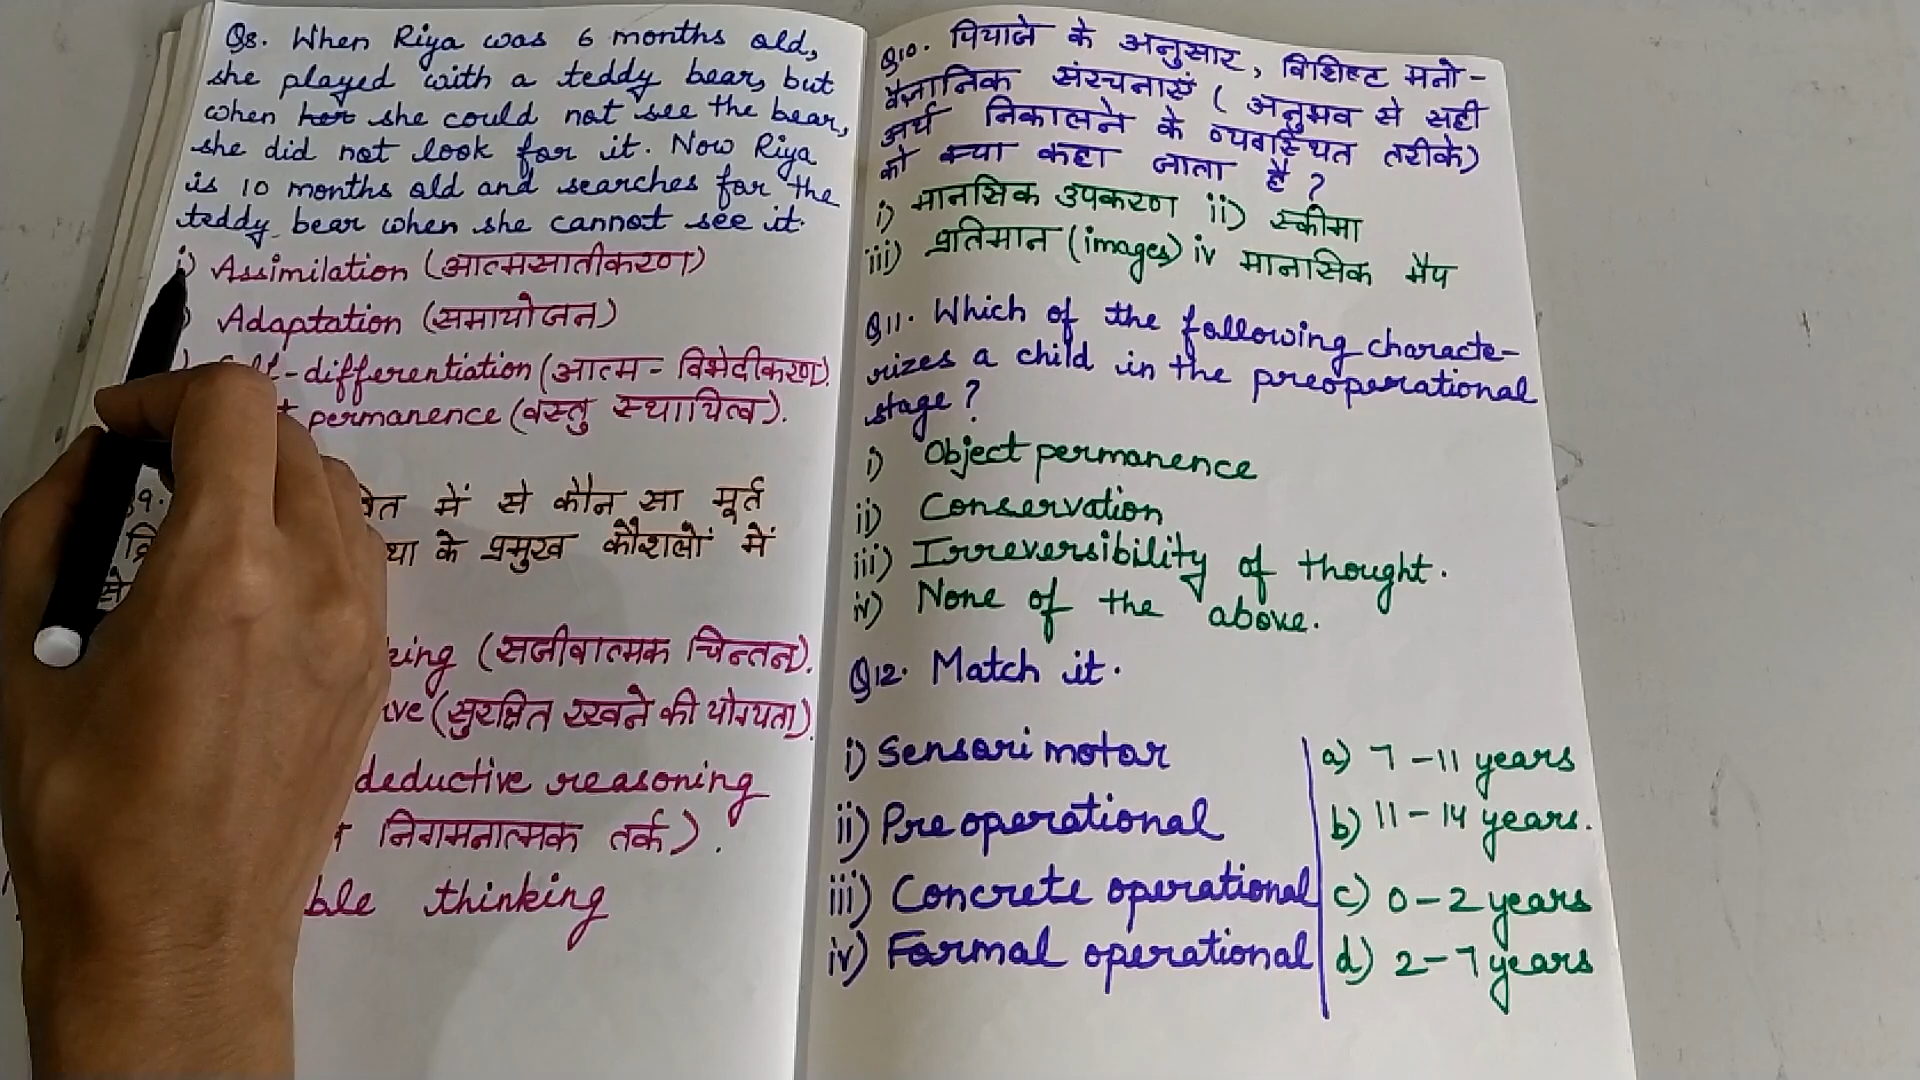 Q8. When Riya was 6 months old,
she played with a teddy bear, but
when she could not see the bear,
she did not look for it. Now Riya
is 10 months old and searches for the
teddy bear when she cannot see it.
i) Assimilation (आत्मसातीकरण)
Adaptation (समायोजन)
-differentiation (आत्म - विभेदीकरण).
permanence (वस्तु स्थायित्व).
में से कौन सा मूर्त
के प्रमुख कौशलों में
से
(सजीवात्मक चिन्तन).
(सुरक्षित रखने की योग्यता).
deductive reasoning
निगमनात्मक तर्क).
thinking
Q10. पियाजे के अनुसार, विशिष्ट मनो-
वैज्ञानिक संरचनाएं ( अनुभव से सही
अर्थ निकालने के व्यवस्थित तरीके)
को क्या कहा जाता है ?
i) मानसिक उपकरण ii) स्कीमा
iii) प्रतिमान (images) iv मानसिक मैप
Q11. Which of the following characte-
rizes a child in the preoperational
stage ?
i) Object permanence
ii) Conservation
iii) Irreversibility of thought.
iv) None of the above.
Q12. Match it.
i) Sensori motor a) 7-11 years
ii) Pre operational b) 11-14 years.
iii) Concrete operational c) 0-2 years
iv) Formal operational d) 2-7 years